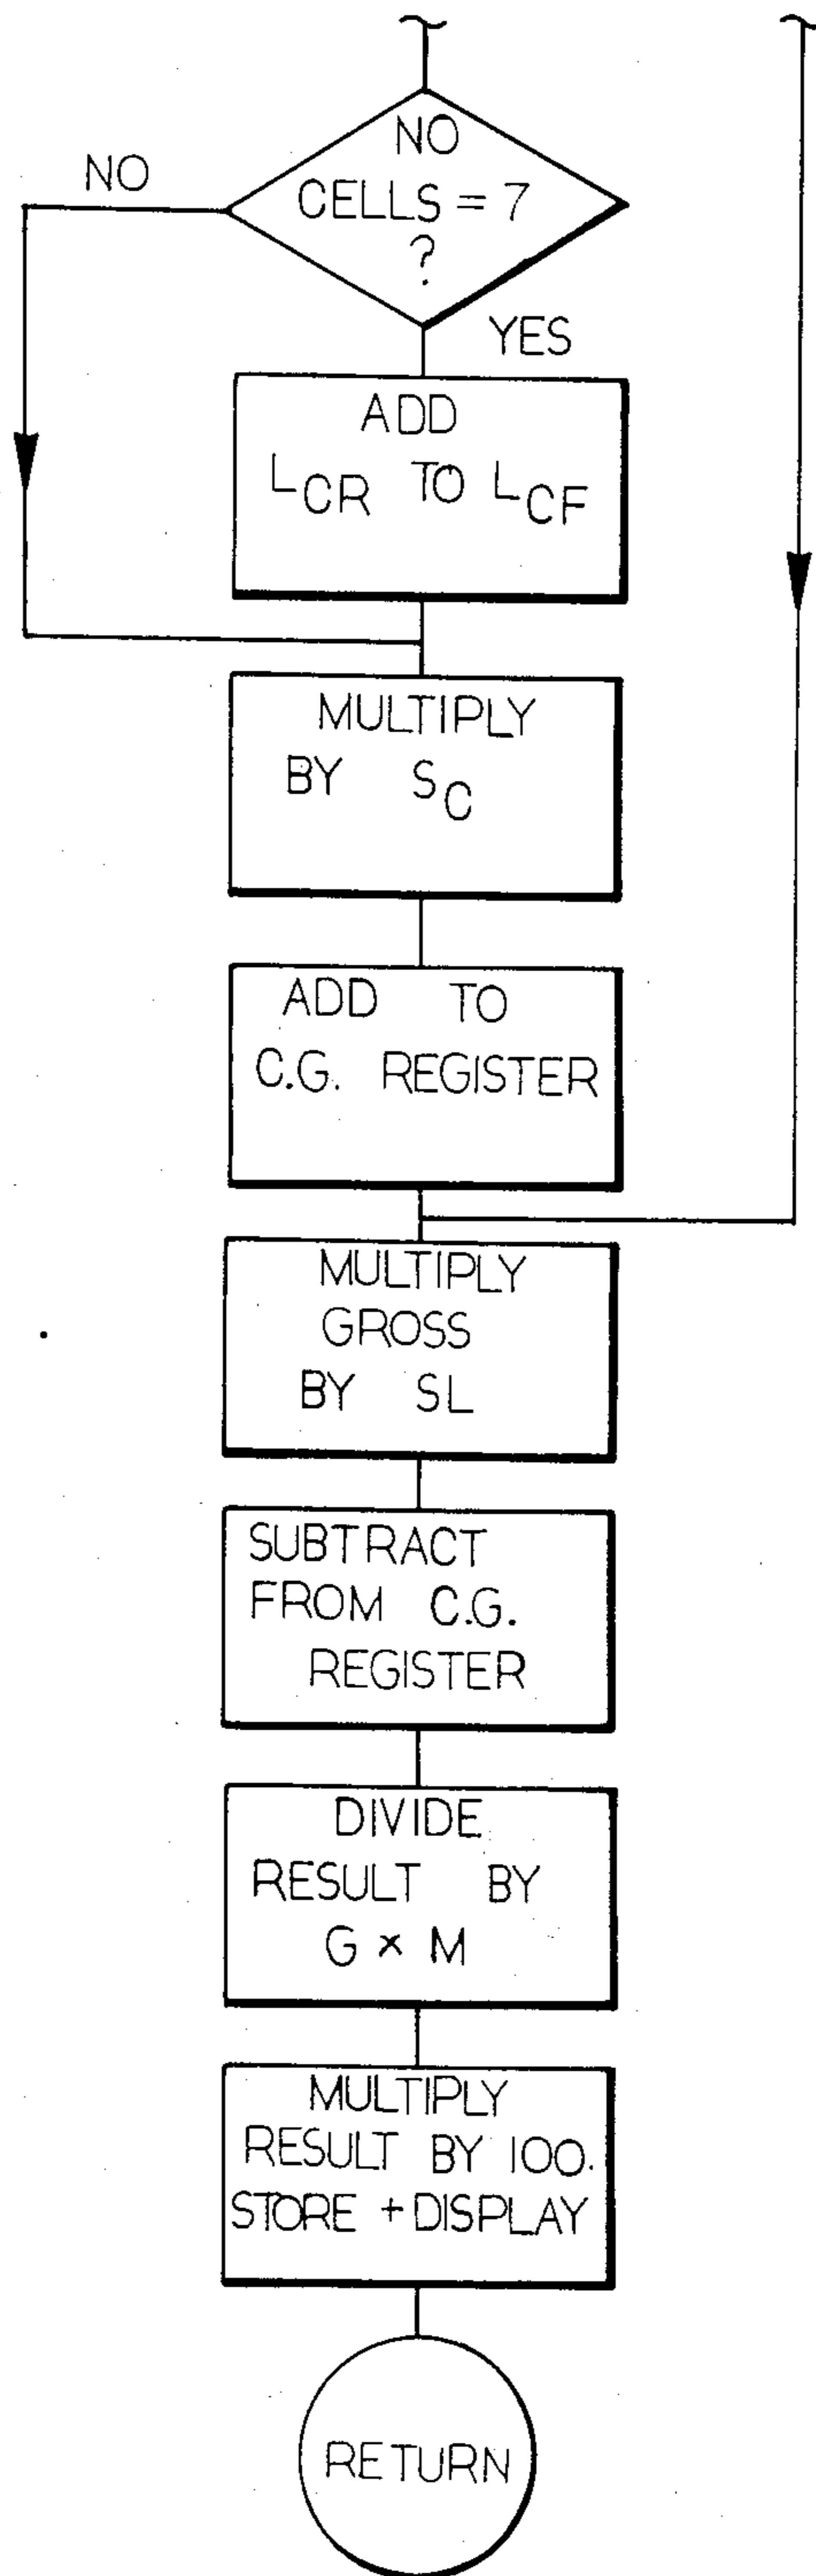 NO
CELLS = 7
?
NO
YES
ADD
LCR TO LCF
MULTIPLY
BY SC
ADD TO
C.G. REGISTER
MULTIPLY
GROSS
BY SL
SUBTRACT
FROM C.G.
REGISTER
DIVIDE
RESULT BY
G × M
MULTIPLY
RESULT BY 100.
STORE + DISPLAY
RETURN